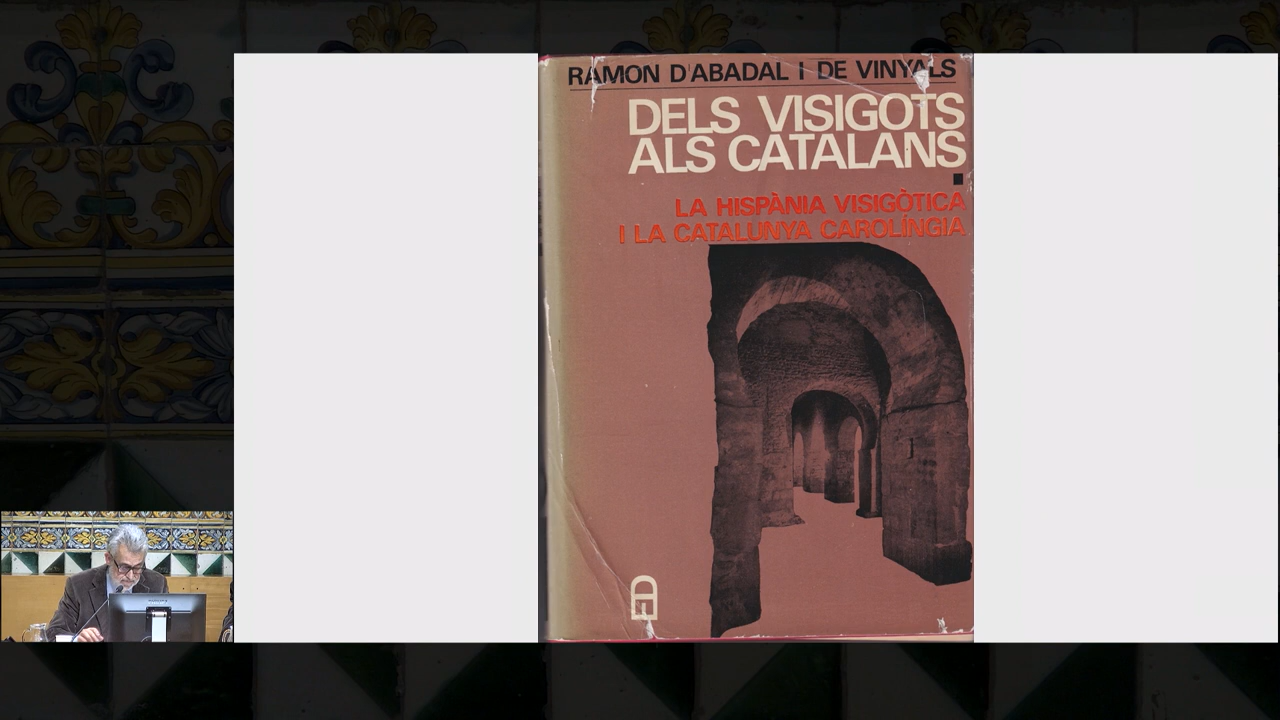 RAMON D'ABADAL I DE VINYALS
DELS VISIGOTS
ALS CATALANS
LA HISPÀNIA VISIGÒTICA
I LA CATALUNYA CAROLÍNGIA